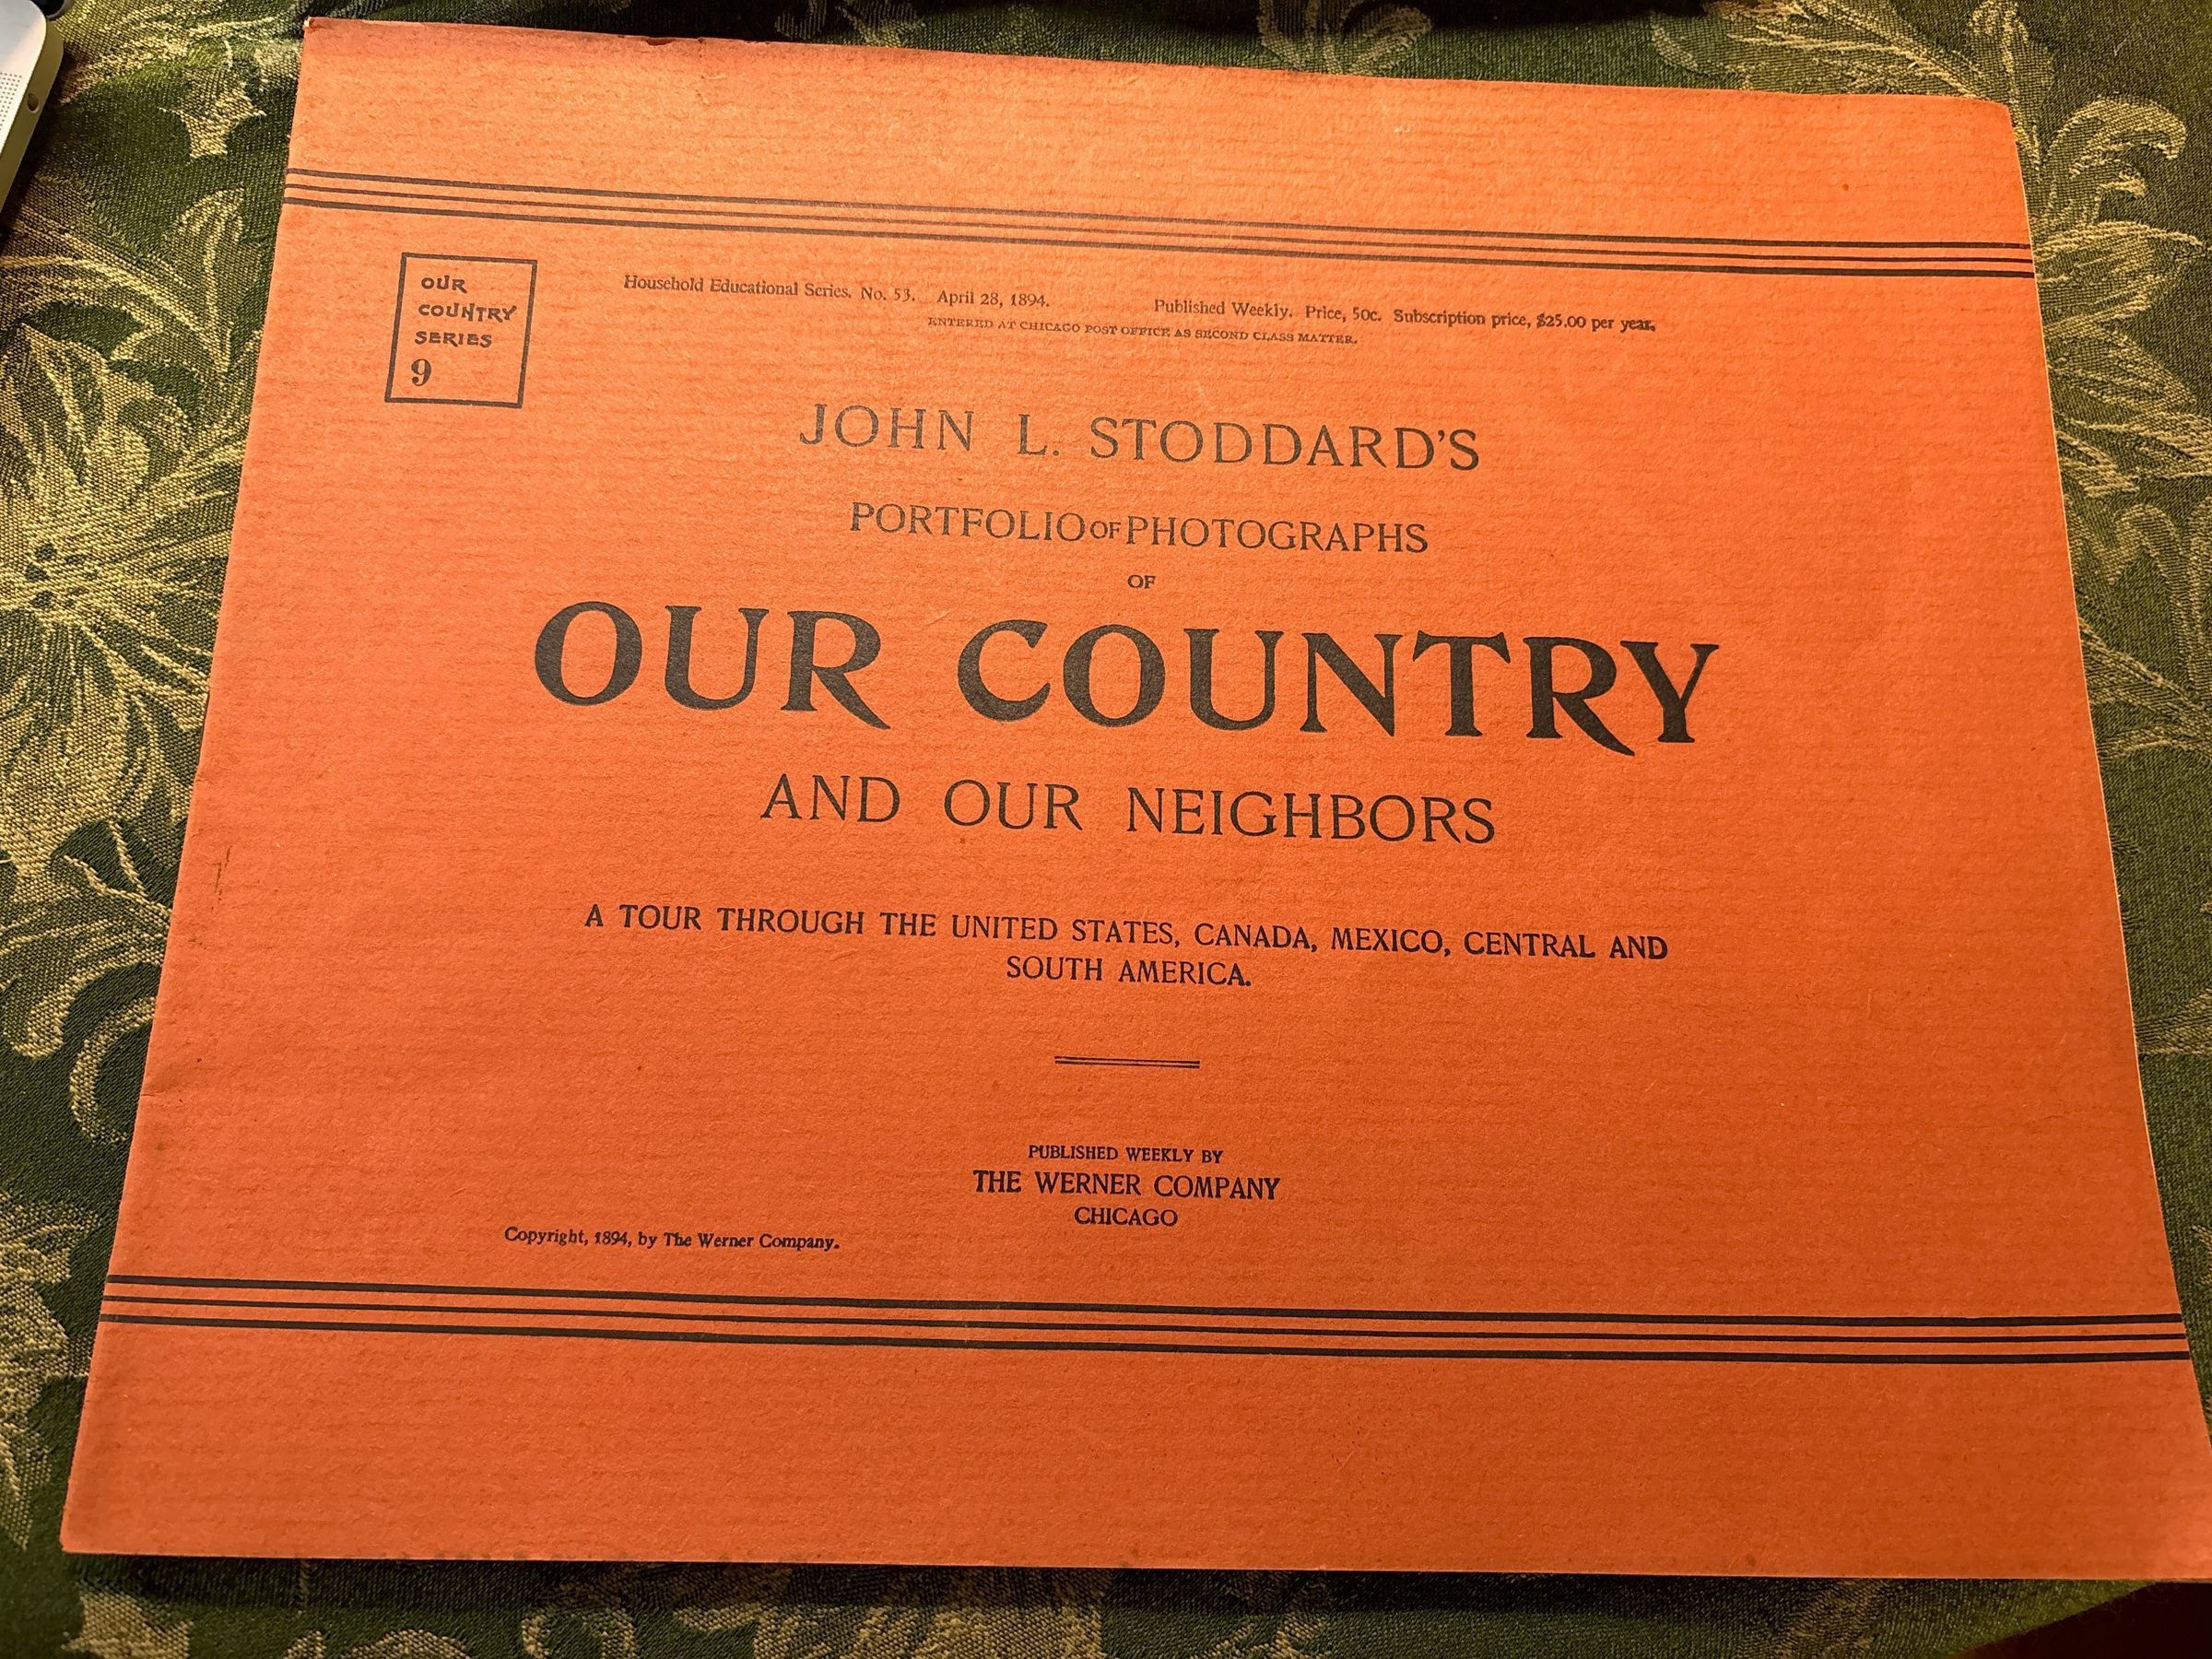 OUR
COUNTRY
SERIES
9
Household Educational Series. No. 53. April 28, 1894. Published Weekly. Price, 50c. Subscription price, $25.00 per year.
ENTERED AT CHICAGO POST OFFICE AS SECOND CLASS MATTER.
JOHN L. STODDARD'S
PORTFOLIO OF PHOTOGRAPHS
OF
OUR COUNTRY
AND OUR NEIGHBORS
A TOUR THROUGH THE UNITED STATES, CANADA, MEXICO, CENTRAL AND
SOUTH AMERICA.
PUBLISHED WEEKLY BY
THE WERNER COMPANY
CHICAGO
Copyright, 1894, by The Werner Company.